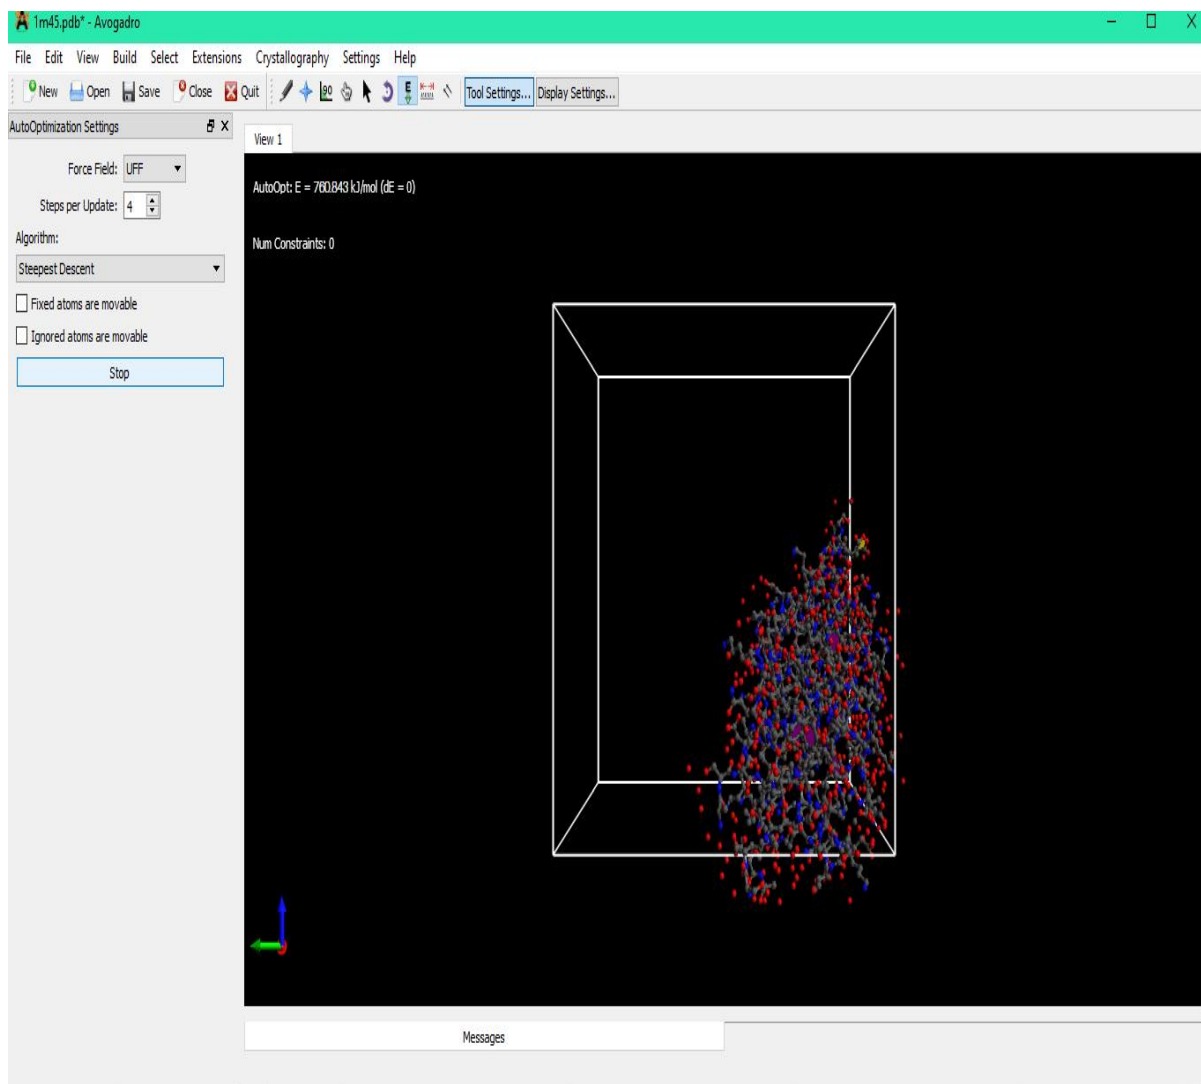 1m45.pdb* - Avogadro
File Edit View Build Select Extensions Crystallography Settings Help
New Open Save Close Quit 90 E Tool Settings... Display Settings...
AutoOptimization Settings
View 1
Force Field: UFF
AutoOpt: E = 760.843 kJ/mol (dE = 0)
Steps per Update: 4
Algorithm:
Num Constraints: 0
Steepest Descent
Fixed atoms are movable
Ignored atoms are movable
Stop
Messages